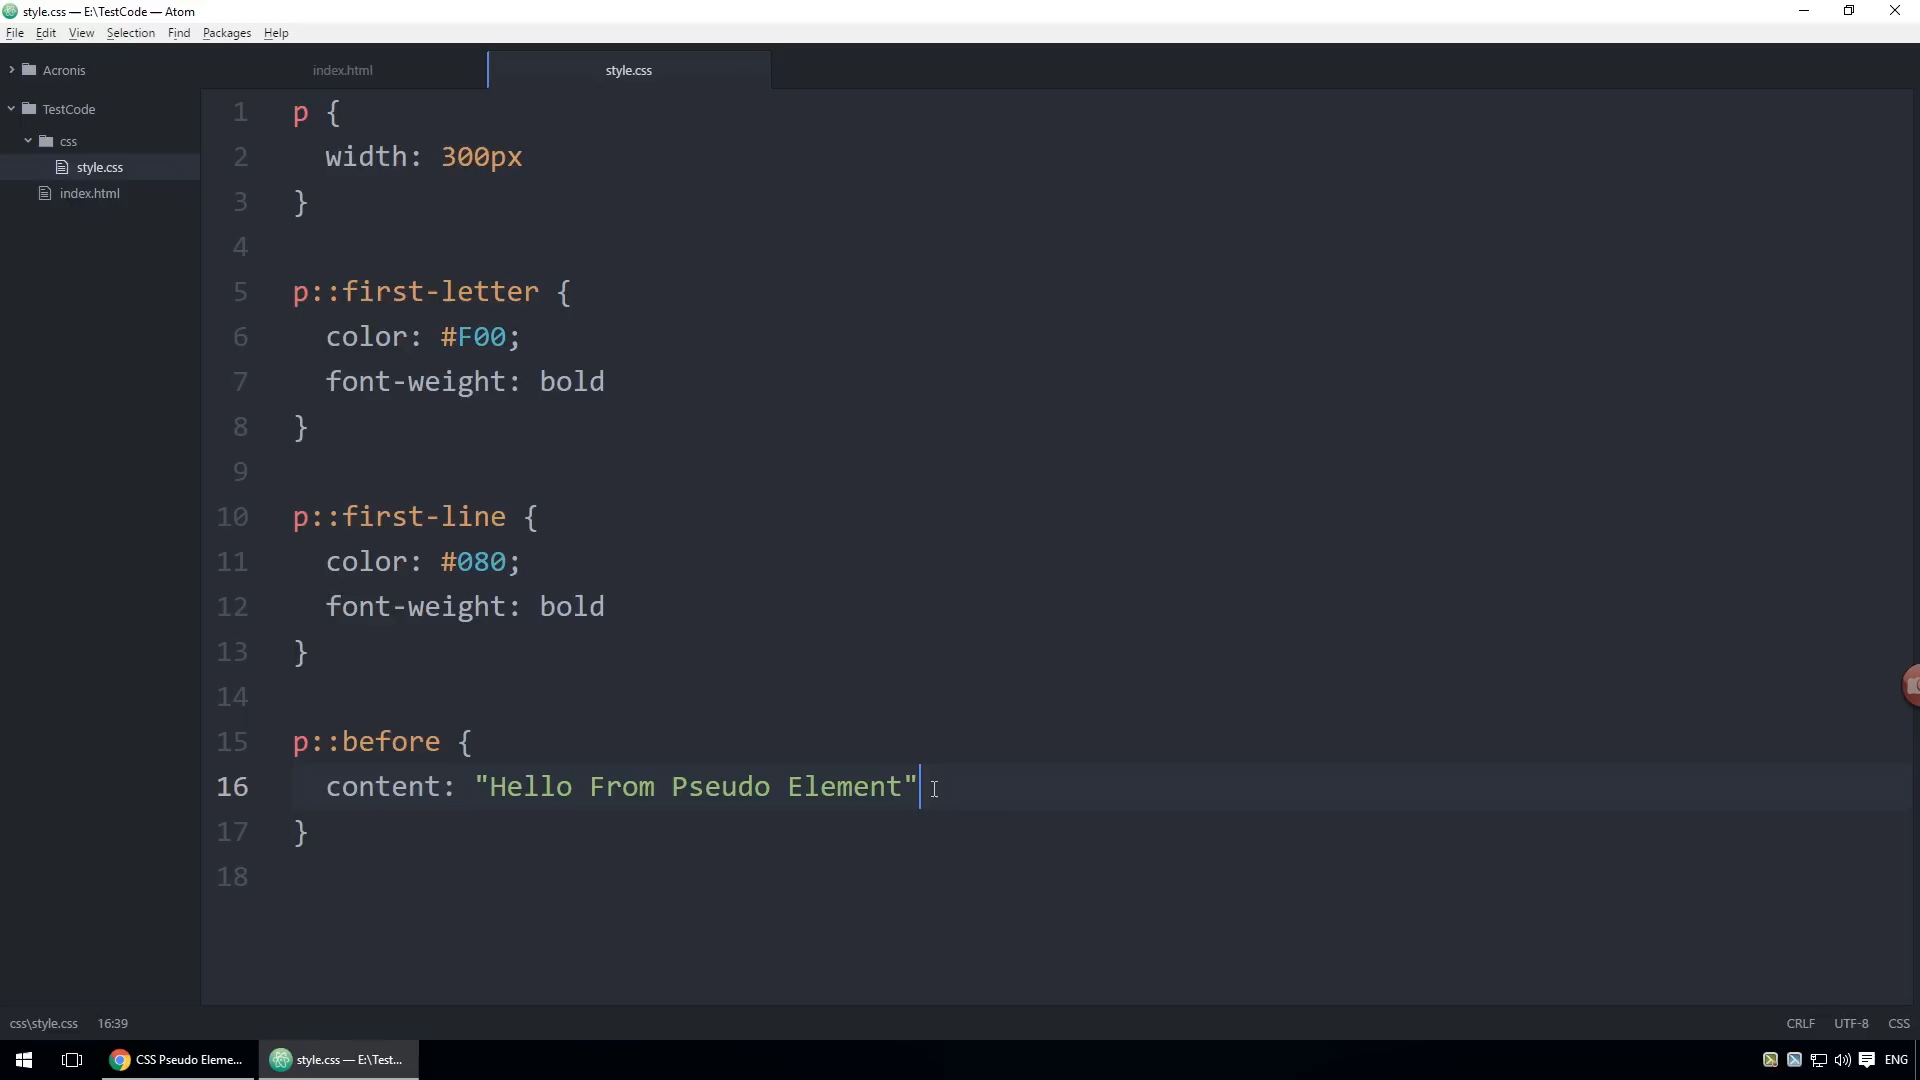 style.css — E:\TestCode — Atom
File Edit View Selection Find Packages Help
Acronis
TestCode
css
style.css
index.html
index.html
style.css
1 p {
2 width: 300px
3 }
4
5 p::first-letter {
6 color: #F00;
7 font-weight: bold
8 }
9
10 p::first-line {
11 color: #080;
12 font-weight: bold
13 }
14
15 p::before {
16 content: "Hello From Pseudo Element"
17 }
18
css\style.css 16:39
CRLF UTF-8 CSS
CSS Pseudo Eleme...
style.css — E:\Test...
ENG